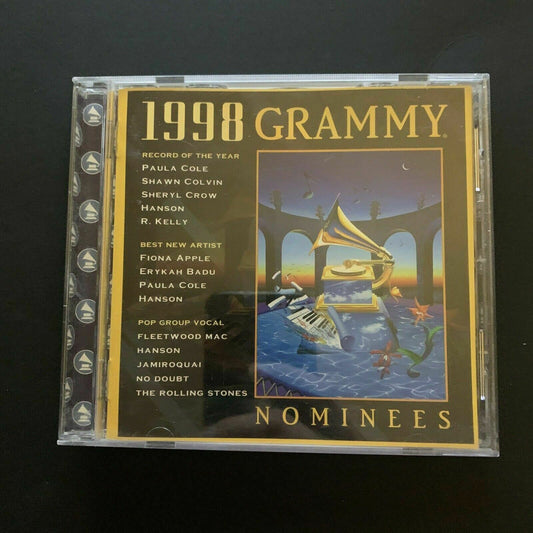 1998 GRAMMY®
RECORD OF THE YEAR
PAULA COLE
SHAWN COLVIN
SHERYL CROW
HANSON
R. KELLY
BEST NEW ARTIST
FIONA APPLE
ERYKAH BADU
PAULA COLE
HANSON
POP GROUP VOCAL
FLEETWOOD MAC
HANSON
JAMIROQUAI
NO DOUBT
THE ROLLING STONES
NOMINEES